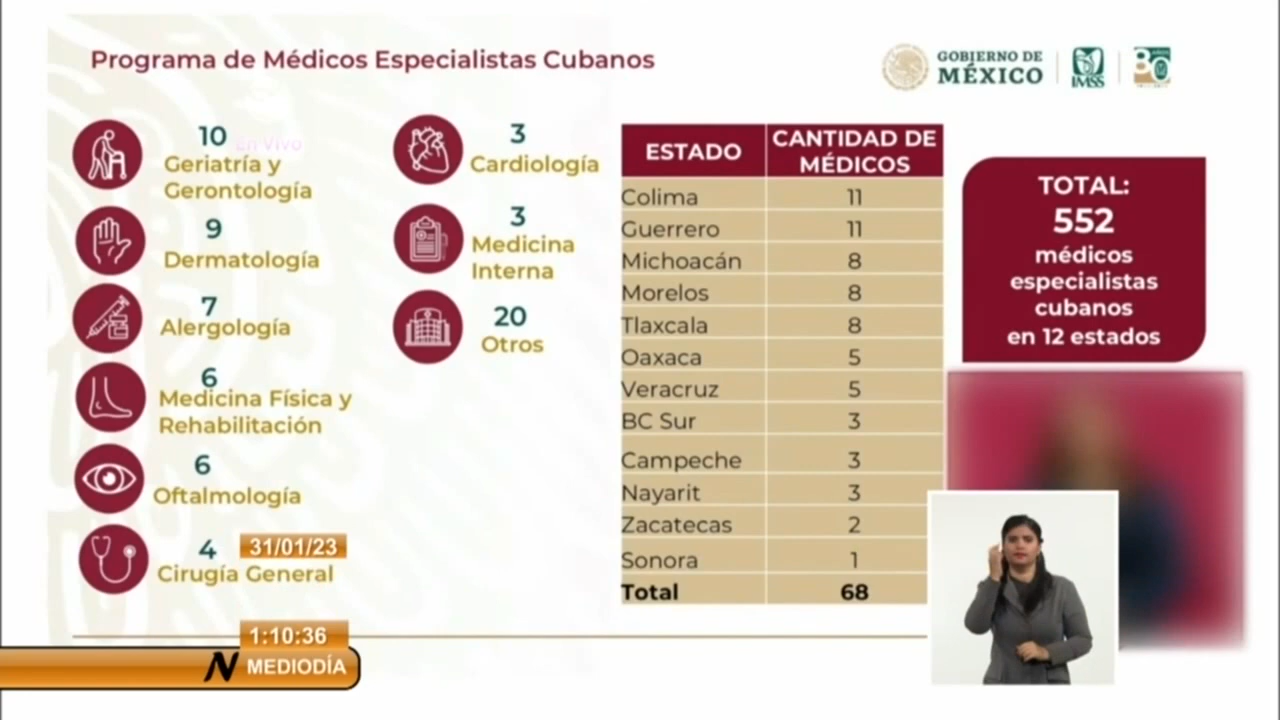 Programa de Médicos Especialistas Cubanos
GOBIERNO DE
MÉXICO
IMSS
10
En Vivo
Geriatría y
Gerontología
9
Dermatología
7
Alergología
6
Medicina Física y
Rehabilitación
6
Oftalmología
4
Cirugía General
3
Cardiología
3
Medicina
Interna
20
Otros
ESTADO CANTIDAD DE
MÉDICOS
Colima 11
Guerrero 11
Michoacán 8
Morelos 8
Tlaxcala 8
Oaxaca 5
Veracruz 5
BC Sur 3
Campeche 3
Nayarit 3
Zacatecas 2
Sonora 1
Total 68
TOTAL:
552
médicos
especialistas
cubanos
en 12 estados
31/01/23
1:10:36
N MEDIODÍA